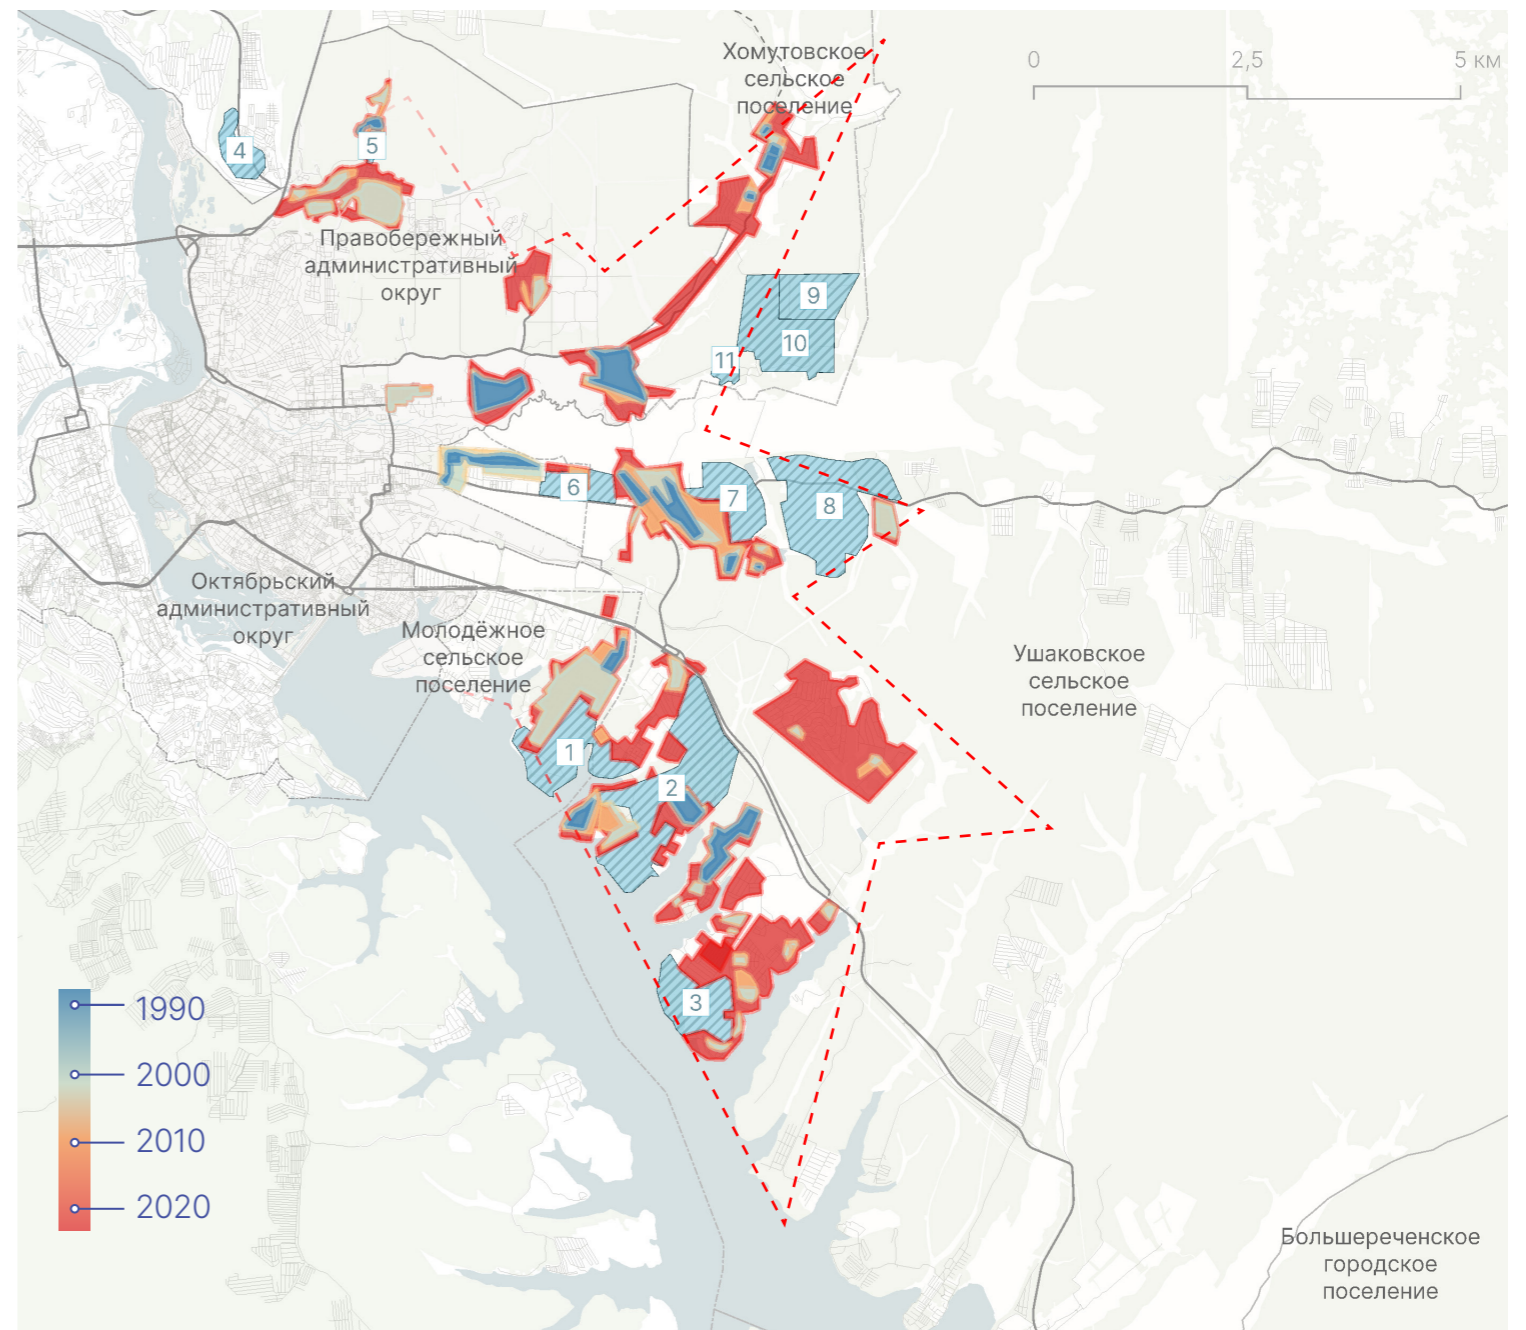 Хомутовское
сельское
поселение
0 2,5 5 км
4
5
Правобережный
административный
округ
9
10
11
6
7
8
Октябрьский
административный
округ
Молодёжное
сельское
поселение
Ушаковское
сельское
поселение
1
2
3
1990
2000
2010
2020
Большереченское
городское
поселение